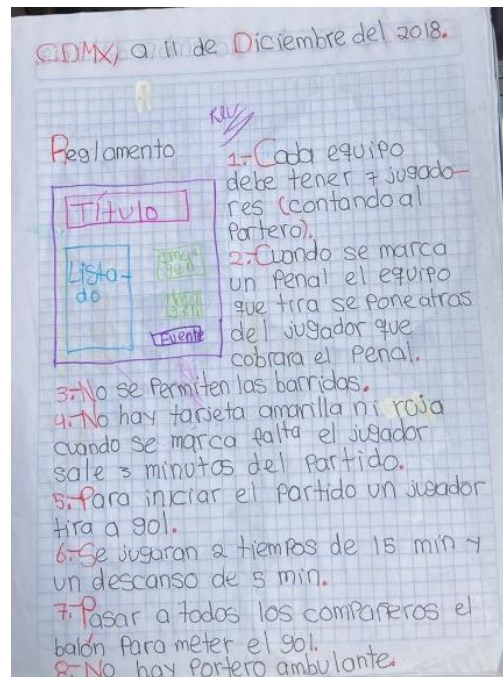 CDMX, a 11 de Diciembre del 2018.
Rev
Reglamento
Título
Lista-
do
Imagen
Imagen
Fuente
1.-Cada equipo
debe tener 7 jugado-
res (contando al
Portero).
2.-Cuando se marca
un Penal el equipo
que tira se pone atras
del jugador que
cobrara el Penal.
3.-No se Permiten las barridas.
4.-No hay tarjeta amarilla ni roja
cuando se marca falta el jugador
sale 3 minutos del Partido.
5.-Para iniciar el partido un jugador
tira a gol.
6.-Se jugaran 2 tiempos de 15 min y
un descanso de 5 min.
7.-Pasar a todos los compañeros el
balón Para meter el gol.
8.-No hay Portero ambulante.